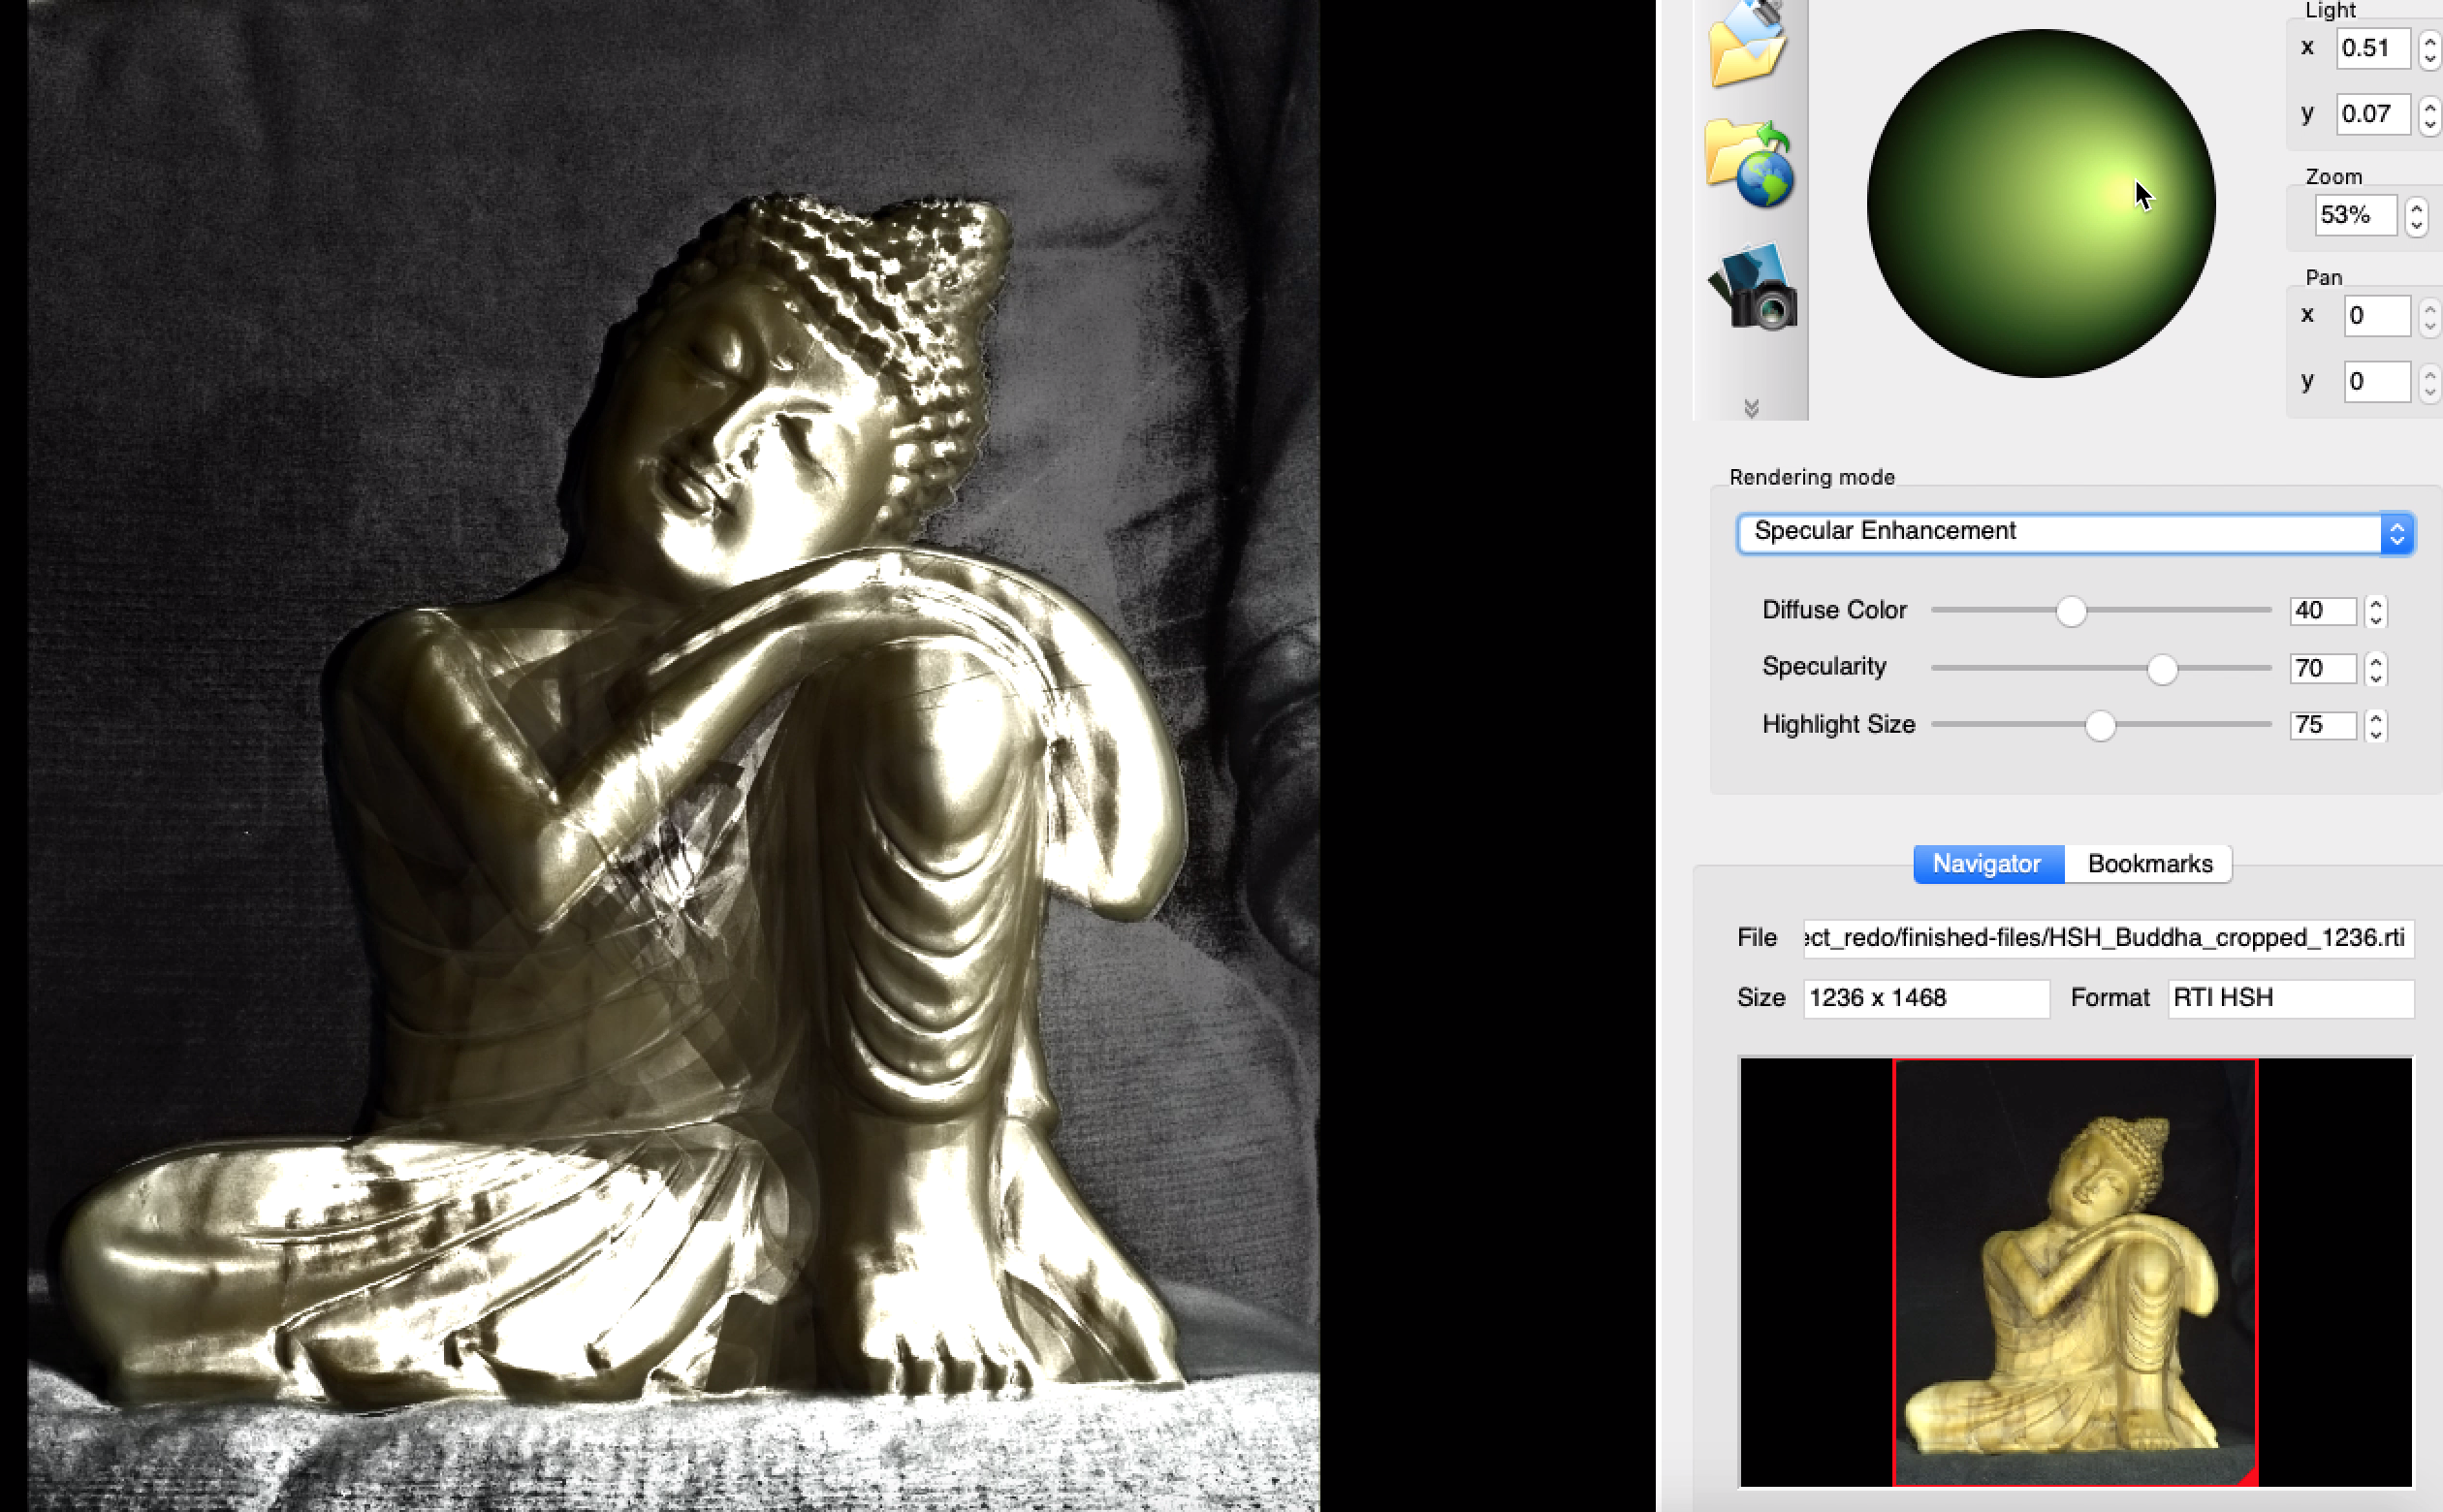 Light
x 0.51
y 0.07
Zoom
53%
Pan
x 0
y 0
Rendering mode
Specular Enhancement
Diffuse Color 40
Specularity 70
Highlight Size 75
Navigator Bookmarks
File ect_redo/finished-files/HSH_Buddha_cropped_1236.rti
Size 1236 x 1468 Format RTI HSH